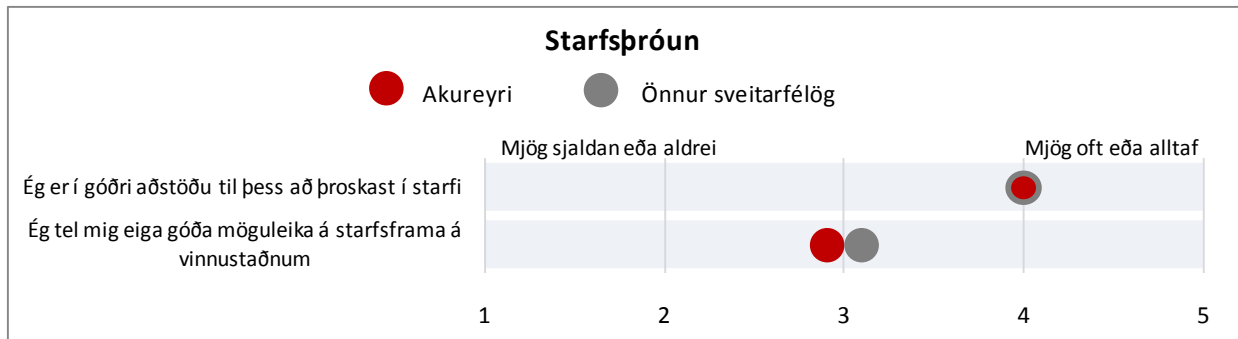 Starfsþróun
Akureyri
Önnur sveitarfélög
Mjög sjaldan eða aldrei
Mjög oft eða alltaf
Ég er í góðri aðstöðu til þess að þroskast í starfi
Ég tel mig eiga góða möguleika á starfsframa á
vinnustaðnum
1 2 3 4 5